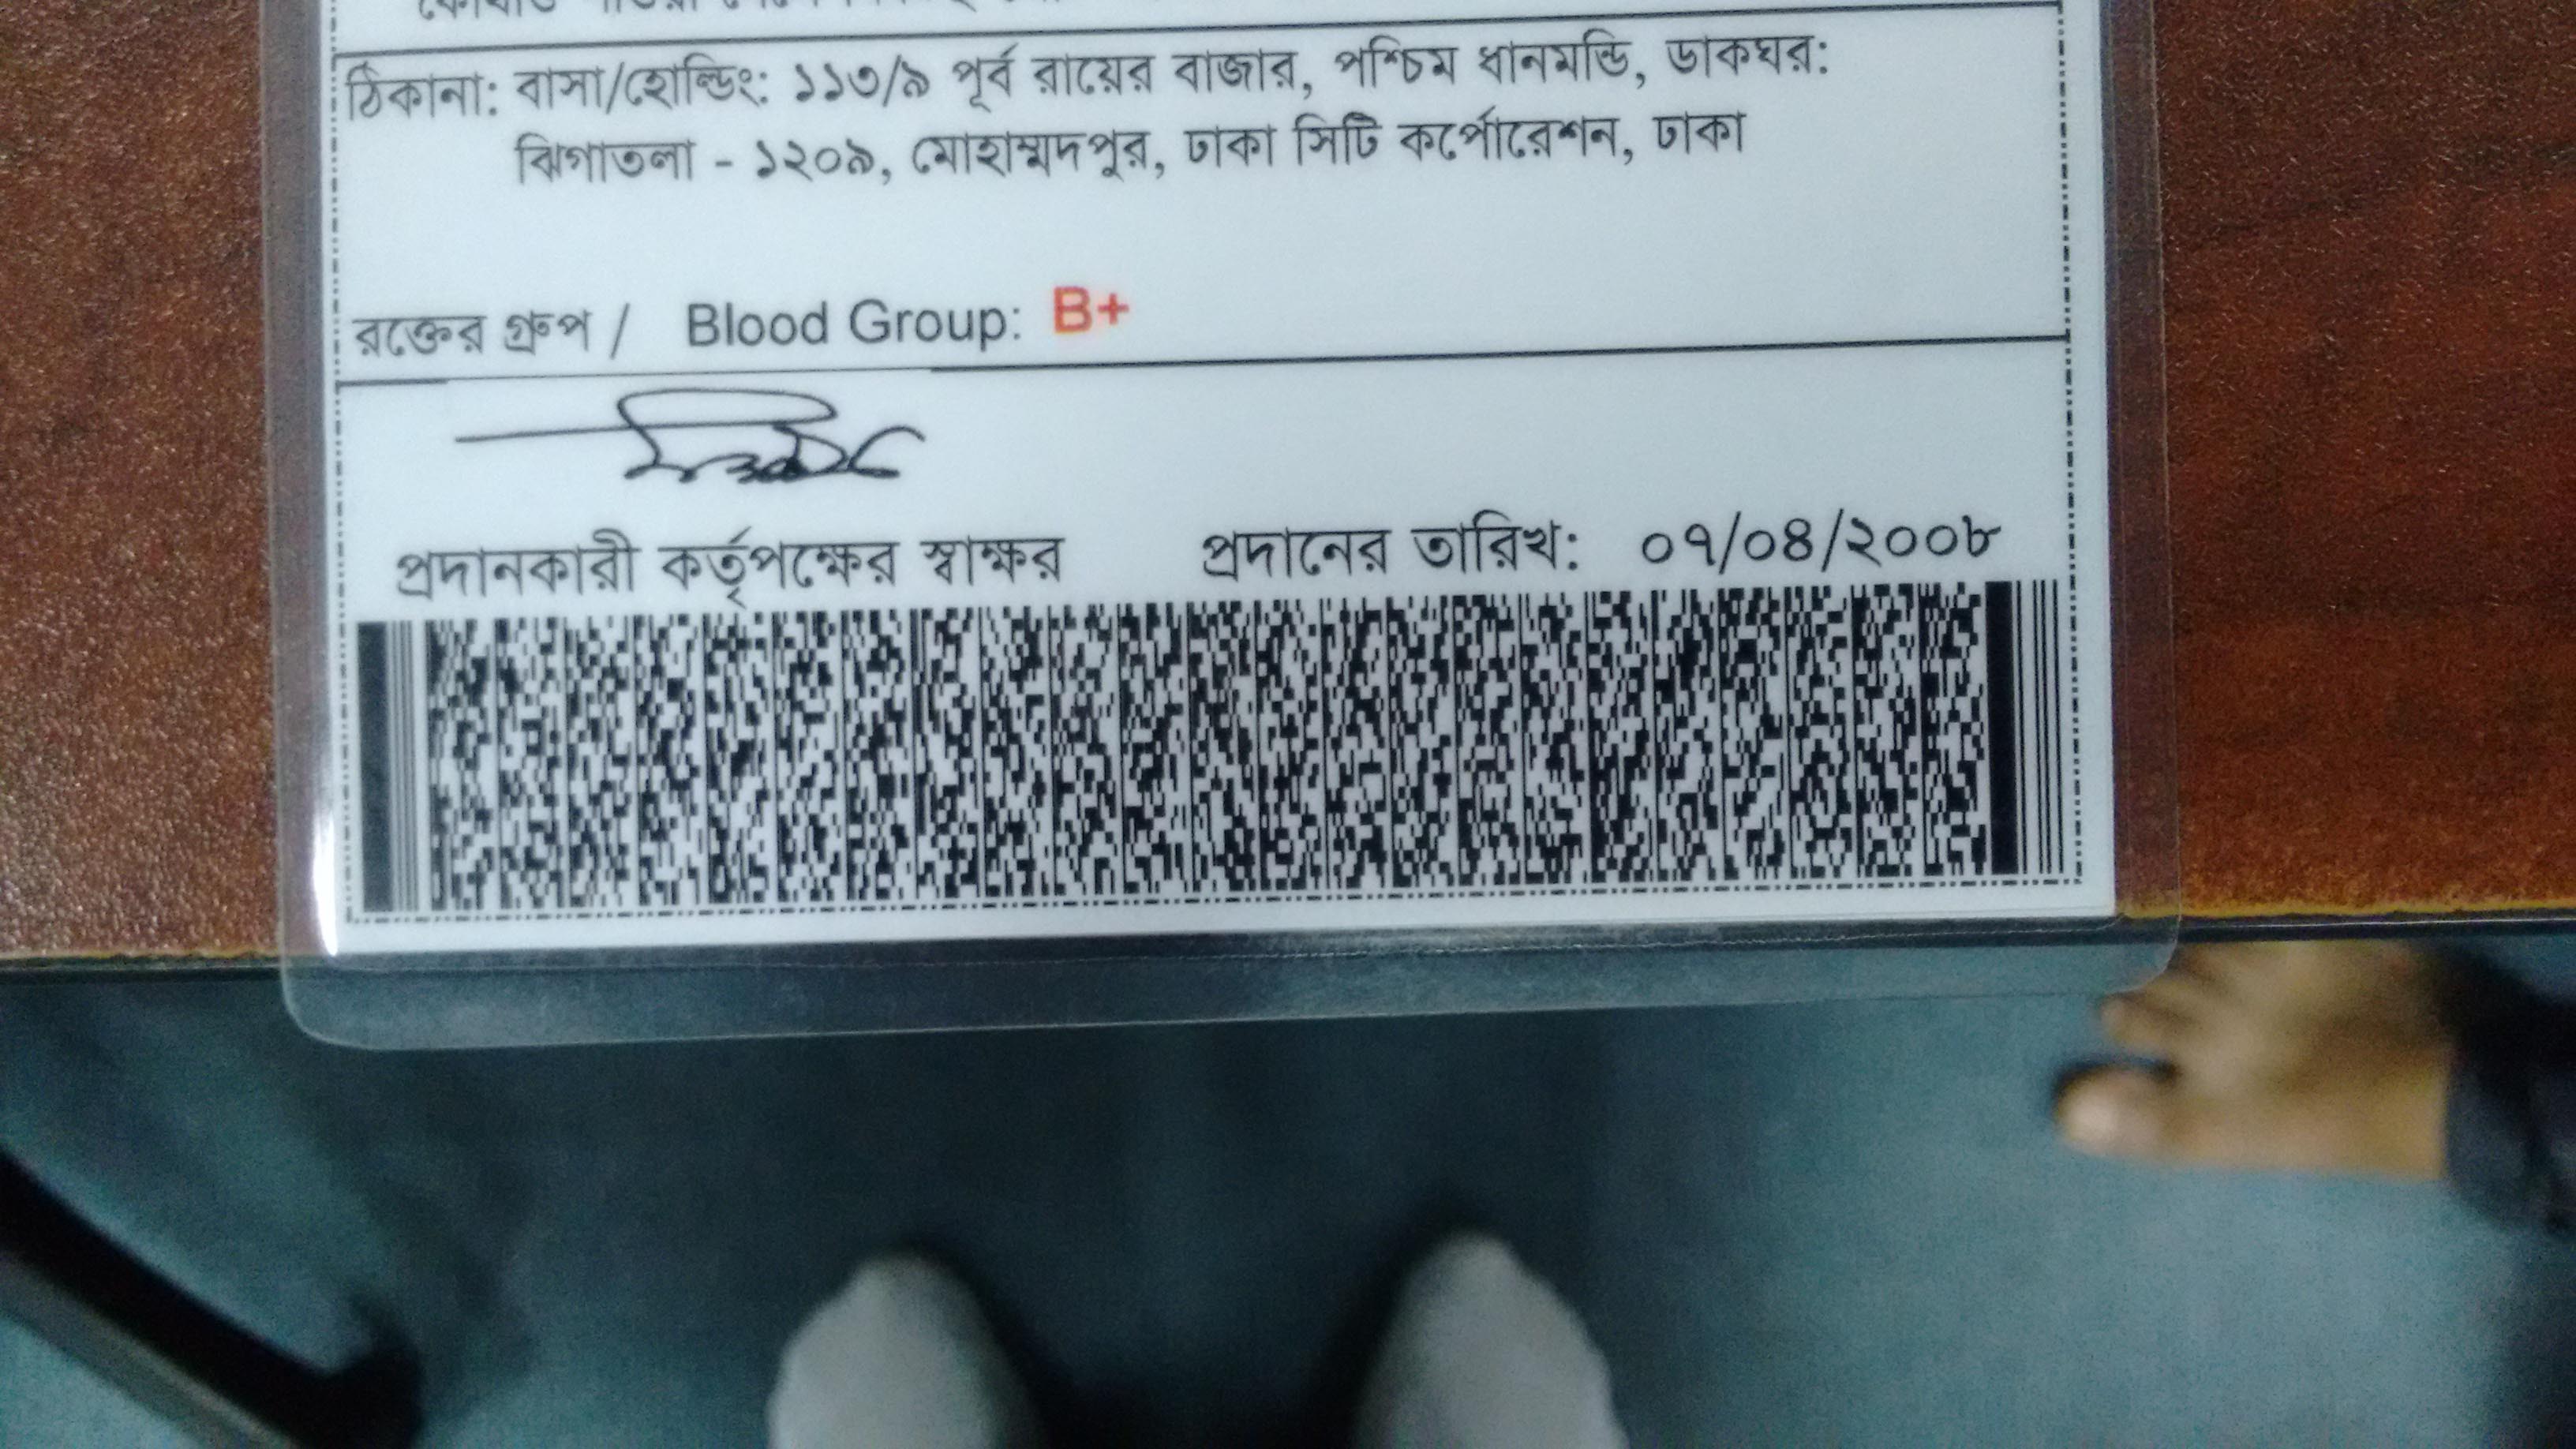 ঠিকানা: বাসা/হোল্ডিং: ১১৩/৯ পূর্ব রায়ের বাজার, পশ্চিম ধানমন্ডি, ডাকঘর:
ঝিগাতলা - ১২০৯, মোহাম্মদপুর, ঢাকা সিটি কর্পোরেশন, ঢাকা
রক্তের গ্রুপ / Blood Group: B+
প্রদানকারী কর্তৃপক্ষের স্বাক্ষর প্রদানের তারিখ: ০৭/০৪/২০০৮